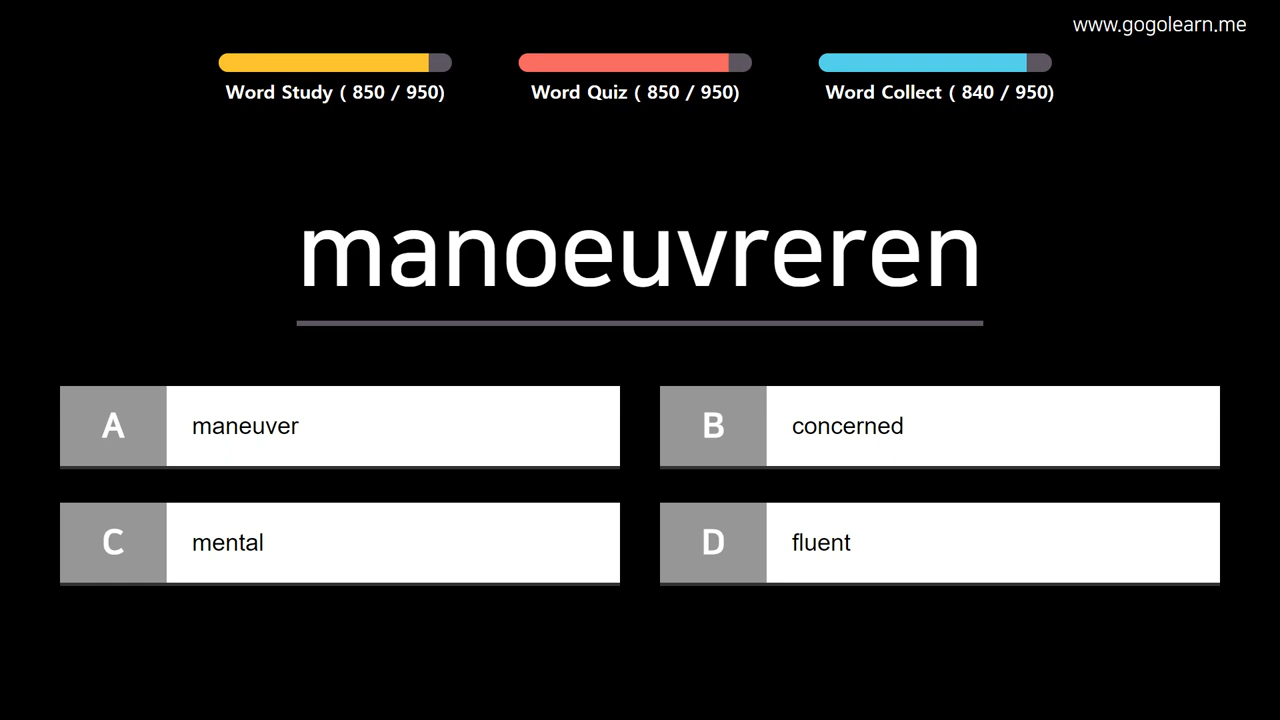 www.gogolearn.me
Word Study ( 850 / 950)
Word Quiz ( 850 / 950)
Word Collect ( 840 / 950)
manoeuvreren
A maneuver
B concerned
C mental
D fluent